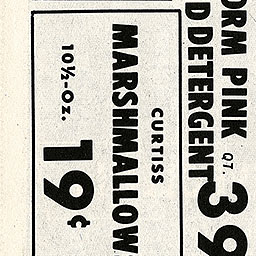 ORM PINK
D DETERGENT
QT. 39
CURTISS
MARSHMALLOW
10½-Oz. 19¢